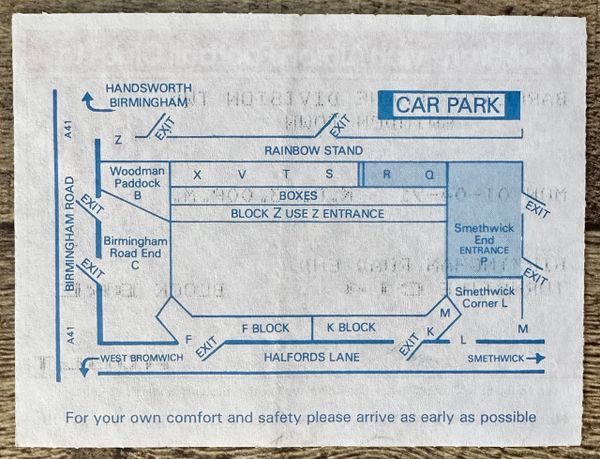 HANDSWORTH
BIRMINGHAM
CAR PARK
A41
Z
EXIT
EXIT
RAINBOW STAND
Woodman
Paddock
B
X V T S R Q
BOXES
BLOCK Z USE Z ENTRANCE
EXIT
BIRMINGHAM ROAD
EXIT
Birmingham
Road End
C
EXIT
Smethwick
End
ENTRANCE
P
EXIT
Smethwick
Corner L
M
A41
F
EXIT
F BLOCK
K BLOCK
EXIT
K
L
M
WEST BROMWICH
HALFORDS LANE
SMETHWICK
For your own comfort and safety please arrive as early as possible